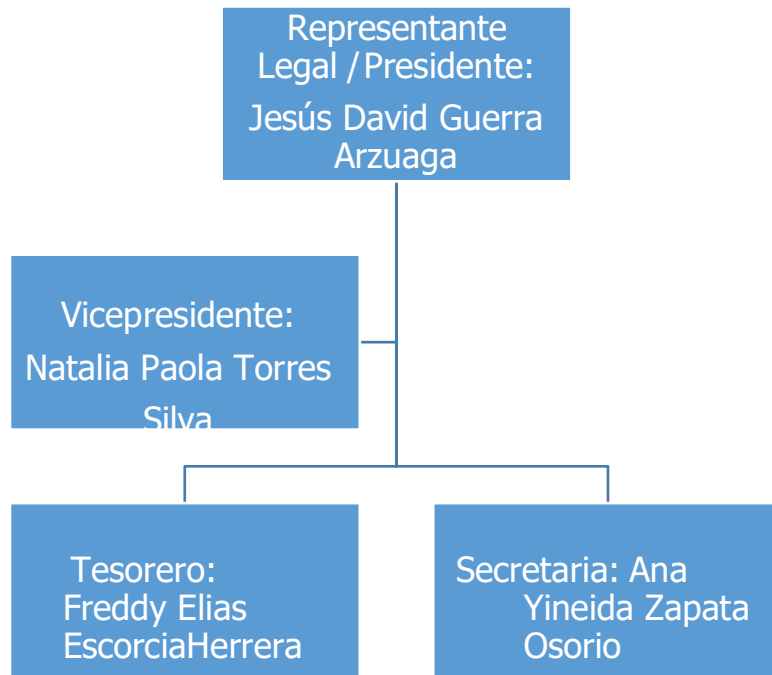 Representante
Legal / Presidente:
Jesús David Guerra
Arzuaga
Vicepresidente:
Natalia Paola Torres
Silva
Tesorero:
Freddy Elias
EscorciaHerrera
Secretaria: Ana
Yineida Zapata
Osorio